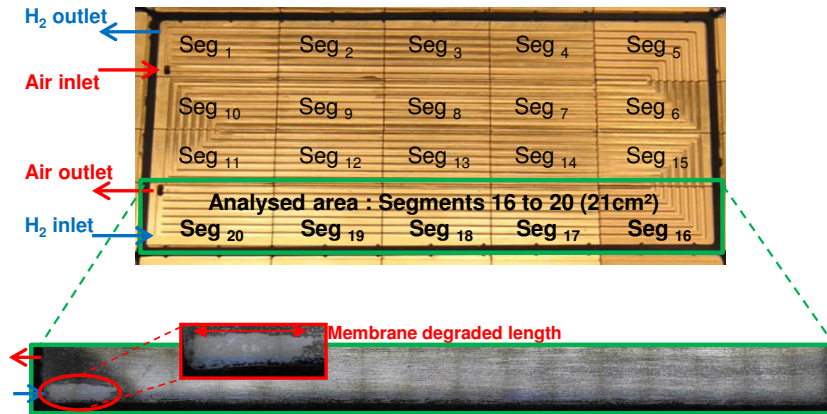 H₂ outlet
Air inlet
Air outlet
H₂ inlet
Seg 1 Seg 2 Seg 3 Seg 4 Seg 5
Seg 10 Seg 9 Seg 8 Seg 7 Seg 6
Seg 11 Seg 12 Seg 13 Seg 14 Seg 15
Analysed area : Segments 16 to 20 (21cm²)
Seg 20 Seg 19 Seg 18 Seg 17 Seg 16
Membrane degraded length